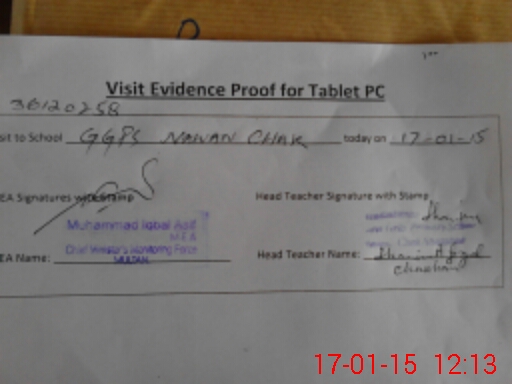 Visit Evidence Proof for Tablet PC
36120258
sit to School GGPS NAWAN CHAK today on 17-01-15
EA Signatures with Stamp Head Teacher Signature with Stamp
Muhammad Iqbal Asif
M.E.A
Chief Minister's Monitoring Force
MULTAN
EA Name: Head Teacher Name:
17-01-15 12:13